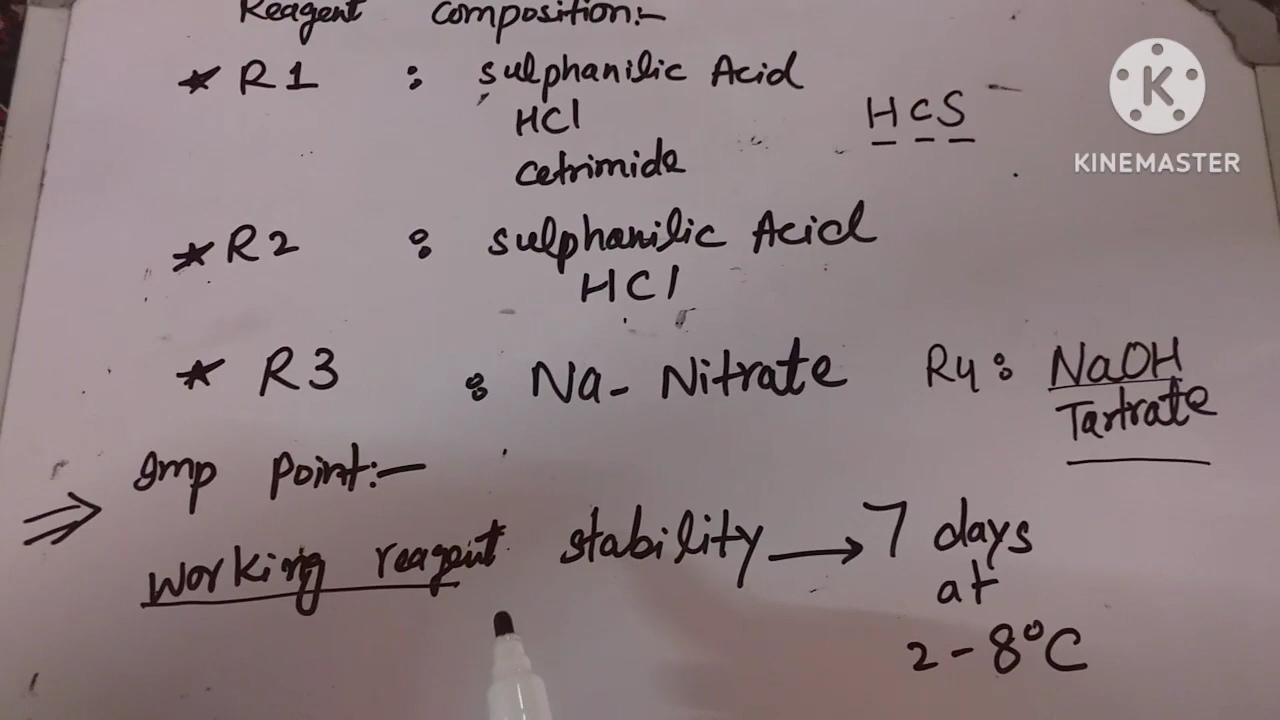 Reagent composition:-
★ R1 : sulphanilic Acid
HCl
cetrimide
HCS
K
KINEMASTER
★ R2 : sulphanilic Acid
HCl
★ R3 : Na- Nitrate R4: NaOH
Tartrate
Imp Point:-
⇒ working reagent stability → 7 days
at
2-8°C